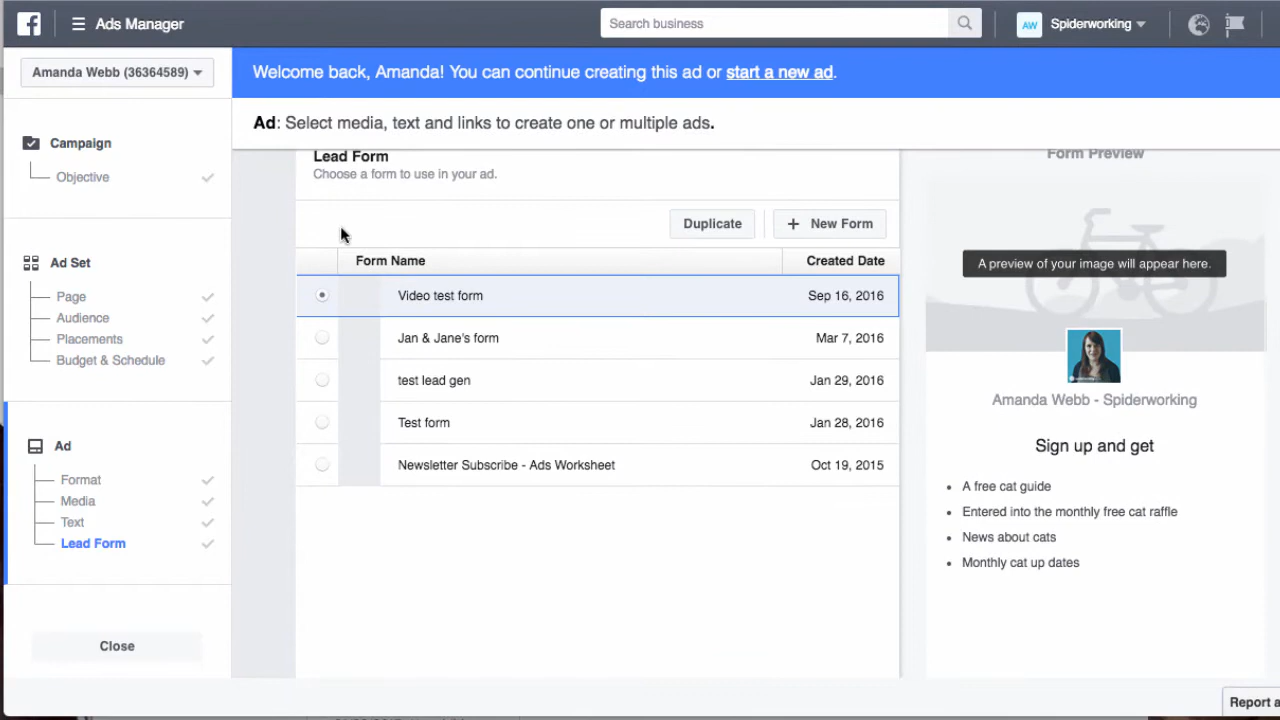 Ads Manager
Search business
AW
Spiderworking
Amanda Webb (36364589)
Welcome back, Amanda! You can continue creating this ad or start a new ad.
Ad: Select media, text and links to create one or multiple ads.
Campaign
Objective
Ad Set
Page
Audience
Placements
Budget & Schedule
Ad
Format
Media
Text
Lead Form
Close
Lead Form
Choose a form to use in your ad.
Duplicate
+ New Form
Form Name Created Date
Video test form Sep 16, 2016
Jan & Jane's form Mar 7, 2016
test lead gen Jan 29, 2016
Test form Jan 28, 2016
Newsletter Subscribe - Ads Worksheet Oct 19, 2015
Form Preview
A preview of your image will appear here.
Amanda Webb - Spiderworking
Sign up and get
• A free cat guide
• Entered into the monthly free cat raffle
• News about cats
• Monthly cat up dates
Report a